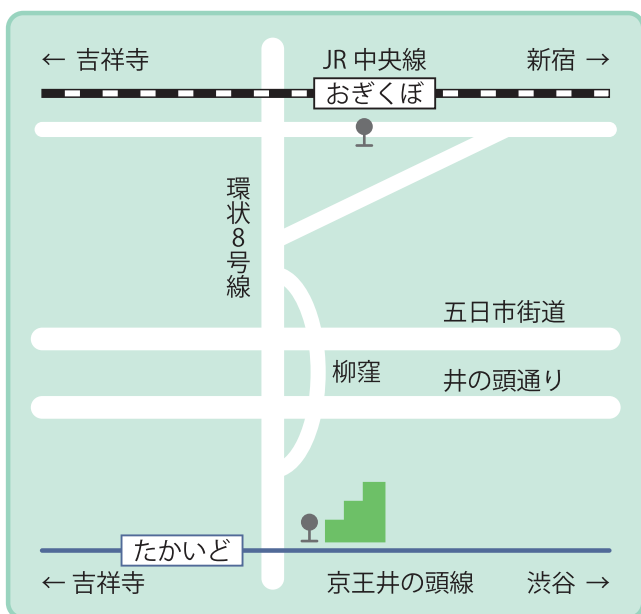 ← 吉祥寺
JR 中央線
新宿 →
おぎくぼ
環状8号線
五日市街道
柳窪
井の頭通り
たかいど
← 吉祥寺
京王井の頭線
渋谷 →